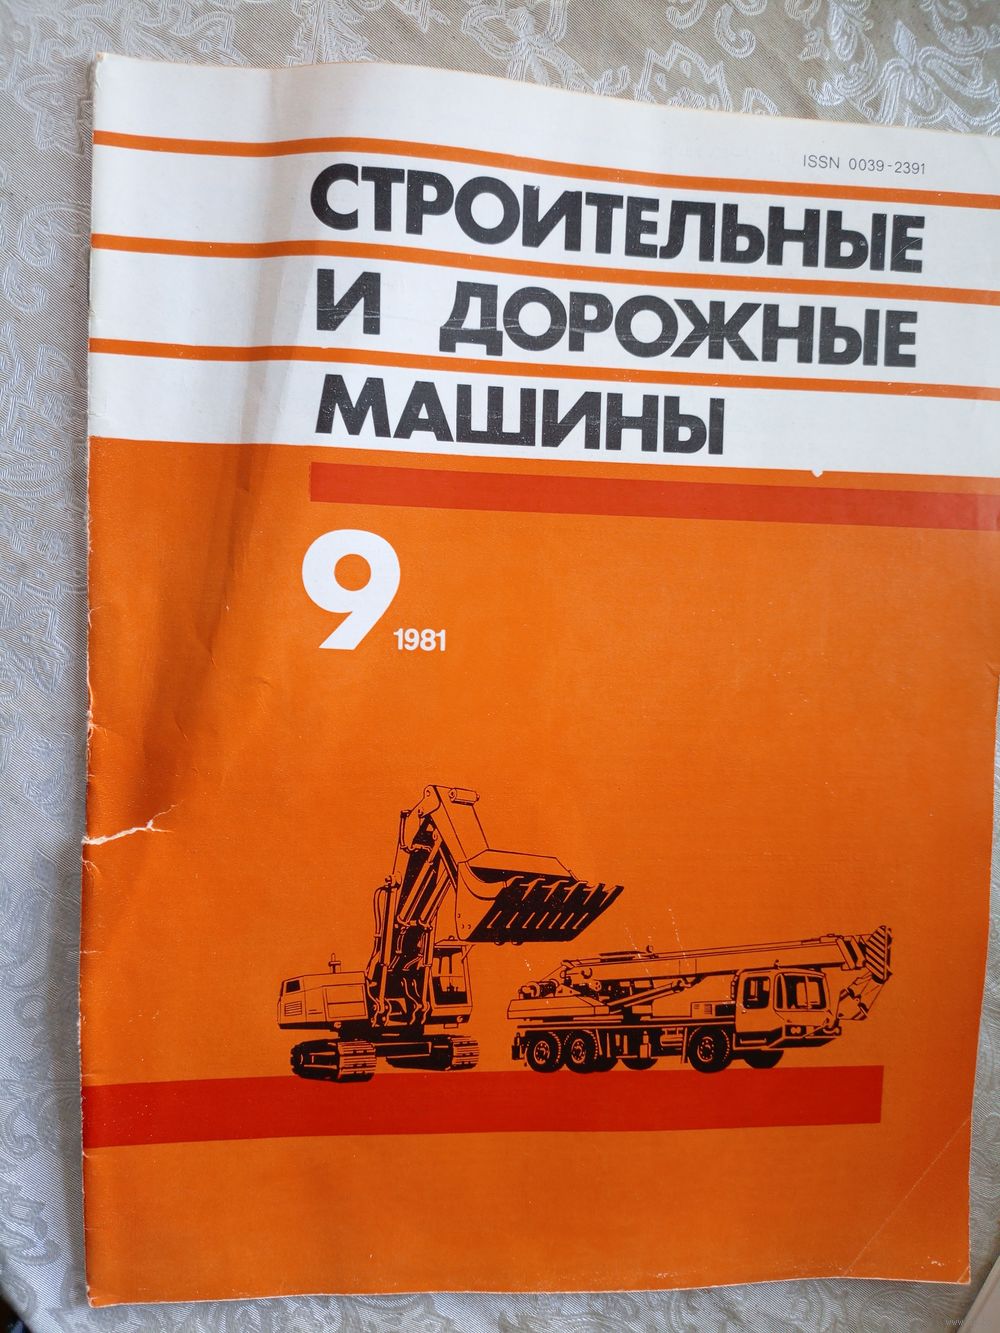 ISSN 0039-2391
СТРОИТЕЛЬНЫЕ
И ДОРОЖНЫЕ
МАШИНЫ
9 1981